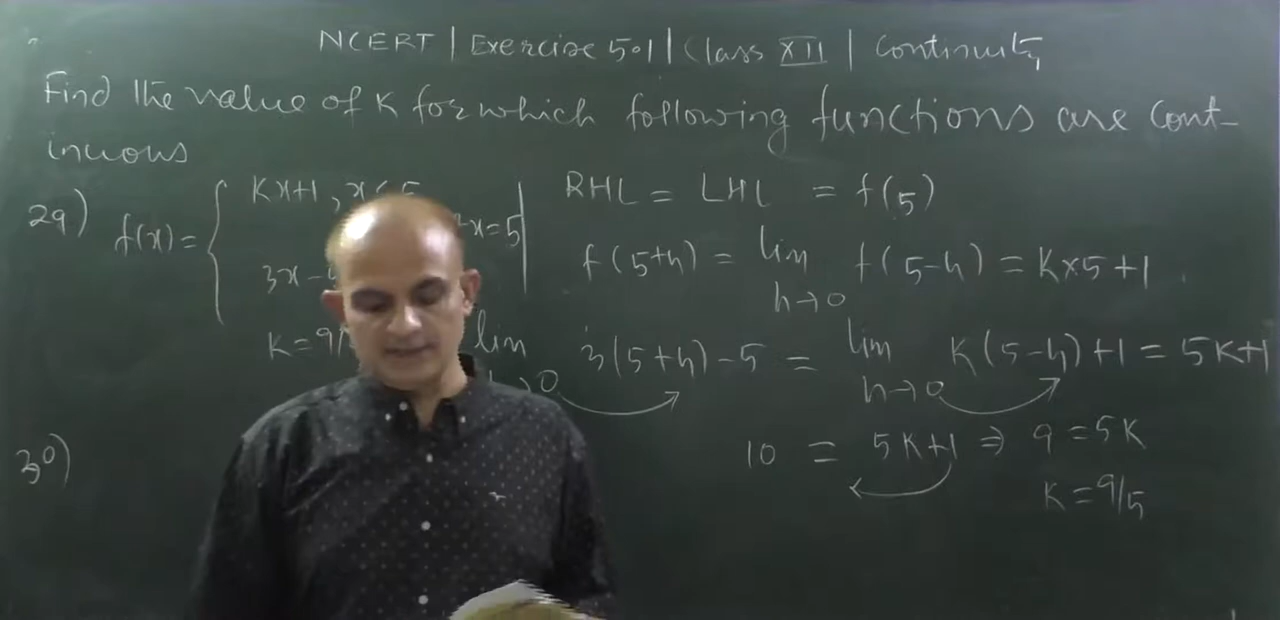 NCERT | Exercise 5.1 | Class XII | Continuity
Find the value of K for which following functions are cont-
inuous
29) f(x) = { Kx+1, x
3x-
x=5
K=9/
RHL = LHL = f(5)
f(5+h) = lim h→0 f(5-h) = K×5+1
lim →0 3(5+h)-5 = lim h→0 K(5-h)+1 = 5K+1
10 = 5K+1 ⇒ 9=5K
K=9/5
30)